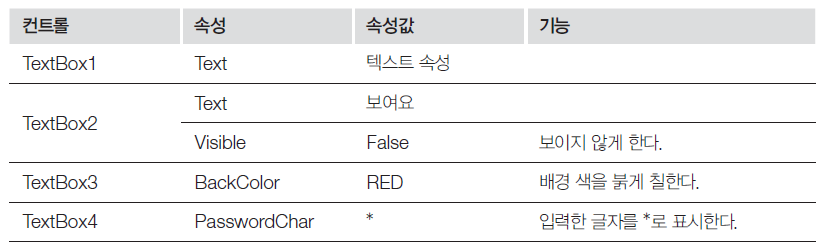 컨트롤 속성 속성값 기능
TextBox1 Text 텍스트 속성
TextBox2 Text 보여요
Visible False 보이지 않게 한다.
TextBox3 BackColor RED 배경 색을 붉게 칠한다.
TextBox4 PasswordChar * 입력한 글자를 *로 표시한다.